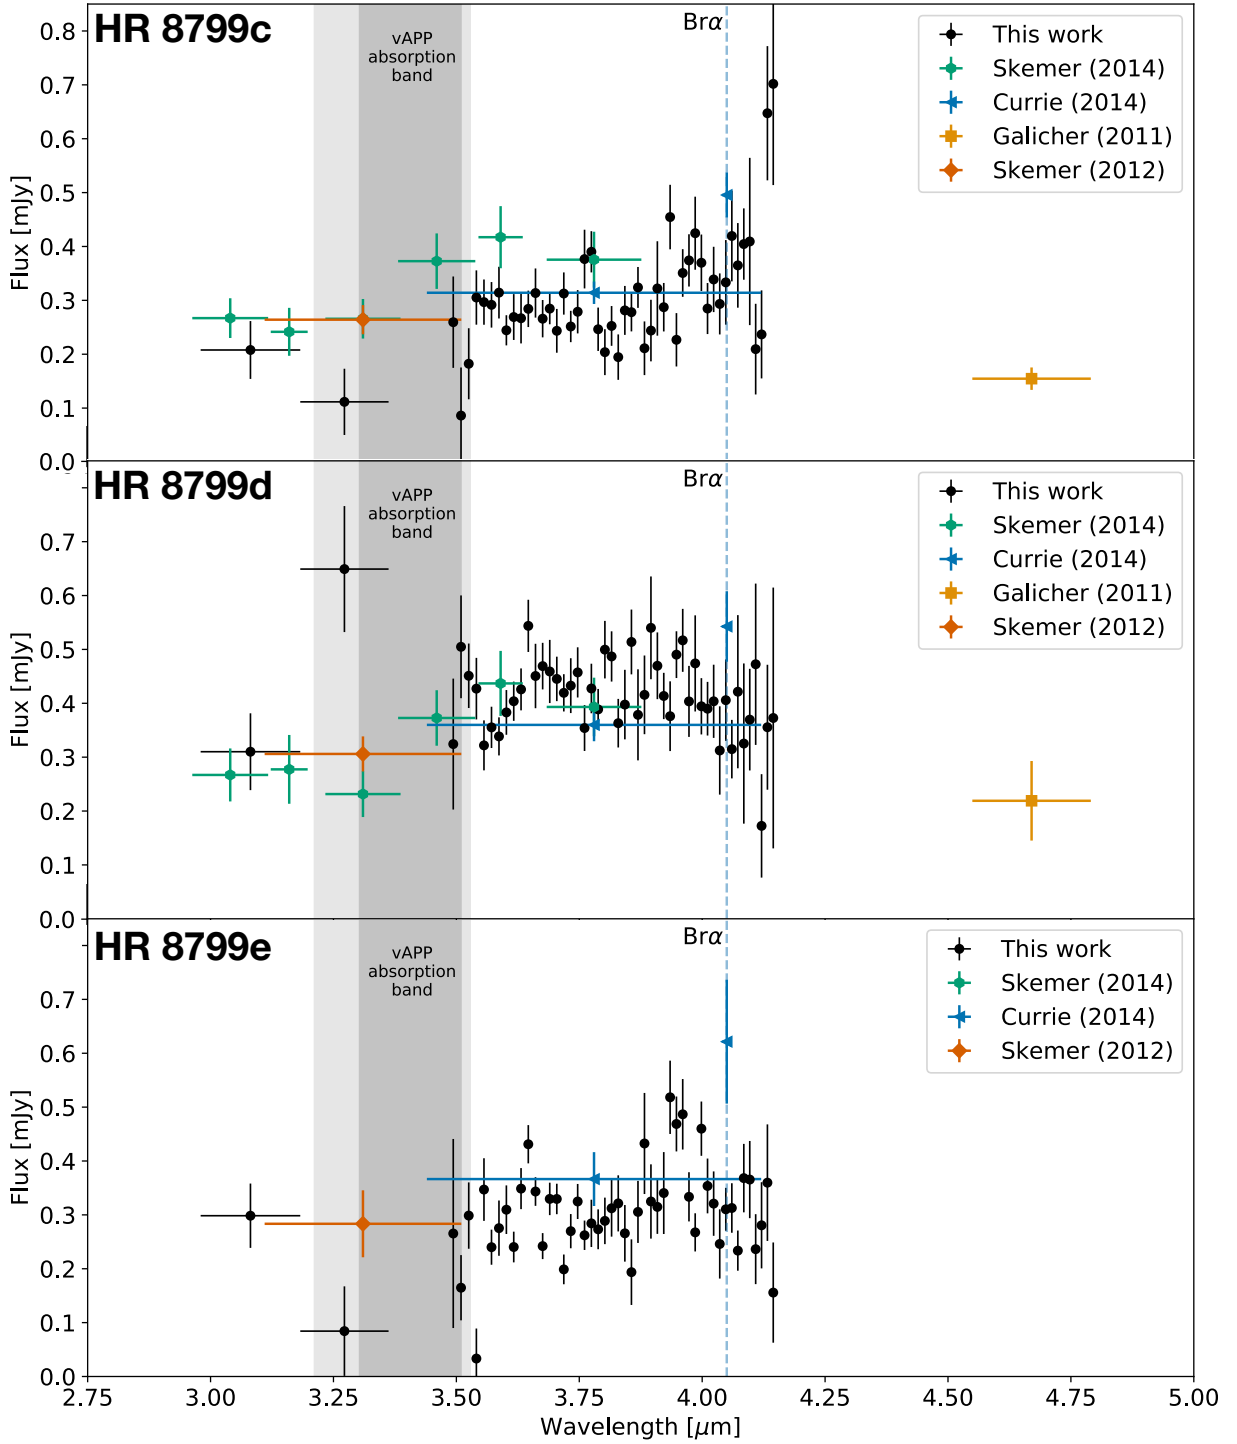 HR 8799c
vAPP
absorption
band
Brα
This work
Skemer (2014)
Currie (2014)
Galicher (2011)
Skemer (2012)
0.8
0.7
0.6
0.5
0.4
0.3
0.2
0.1
0.0
Flux [mJy]
HR 8799d
vAPP
absorption
band
Brα
This work
Skemer (2014)
Currie (2014)
Galicher (2011)
Skemer (2012)
0.7
0.6
0.5
0.4
0.3
0.2
0.1
0.0
Flux [mJy]
HR 8799e
vAPP
absorption
band
Brα
This work
Skemer (2014)
Currie (2014)
Skemer (2012)
0.7
0.6
0.5
0.4
0.3
0.2
0.1
0.0
Flux [mJy]
2.75 3.00 3.25 3.50 3.75 4.00 4.25 4.50 4.75 5.00
Wavelength [μm]